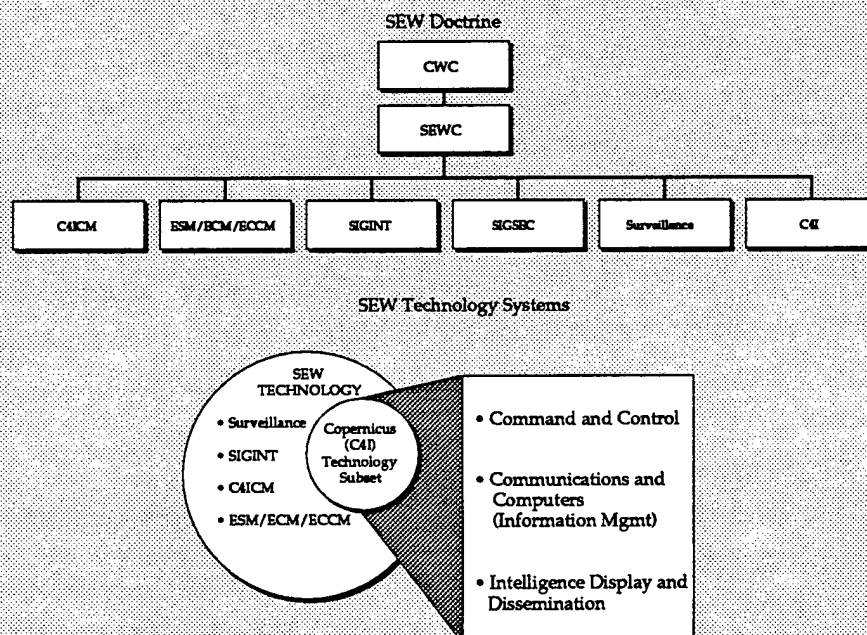 SEW Doctrine
CWC
SEWC
C4ICM
ESM/ECM/ECCM
SIGINT
SIGSEC
Surveillance
C4I
SEW Technology Systems
SEW
TECHNOLOGY
• Surveillance
• SIGINT
• C4ICM
• ESM/ECM/ECCM
Copernicus
(C4I)
Technology
Subset
• Command and Control
• Communications and
Computers
(Information Mgmt)
• Intelligence Display and
Dissemination